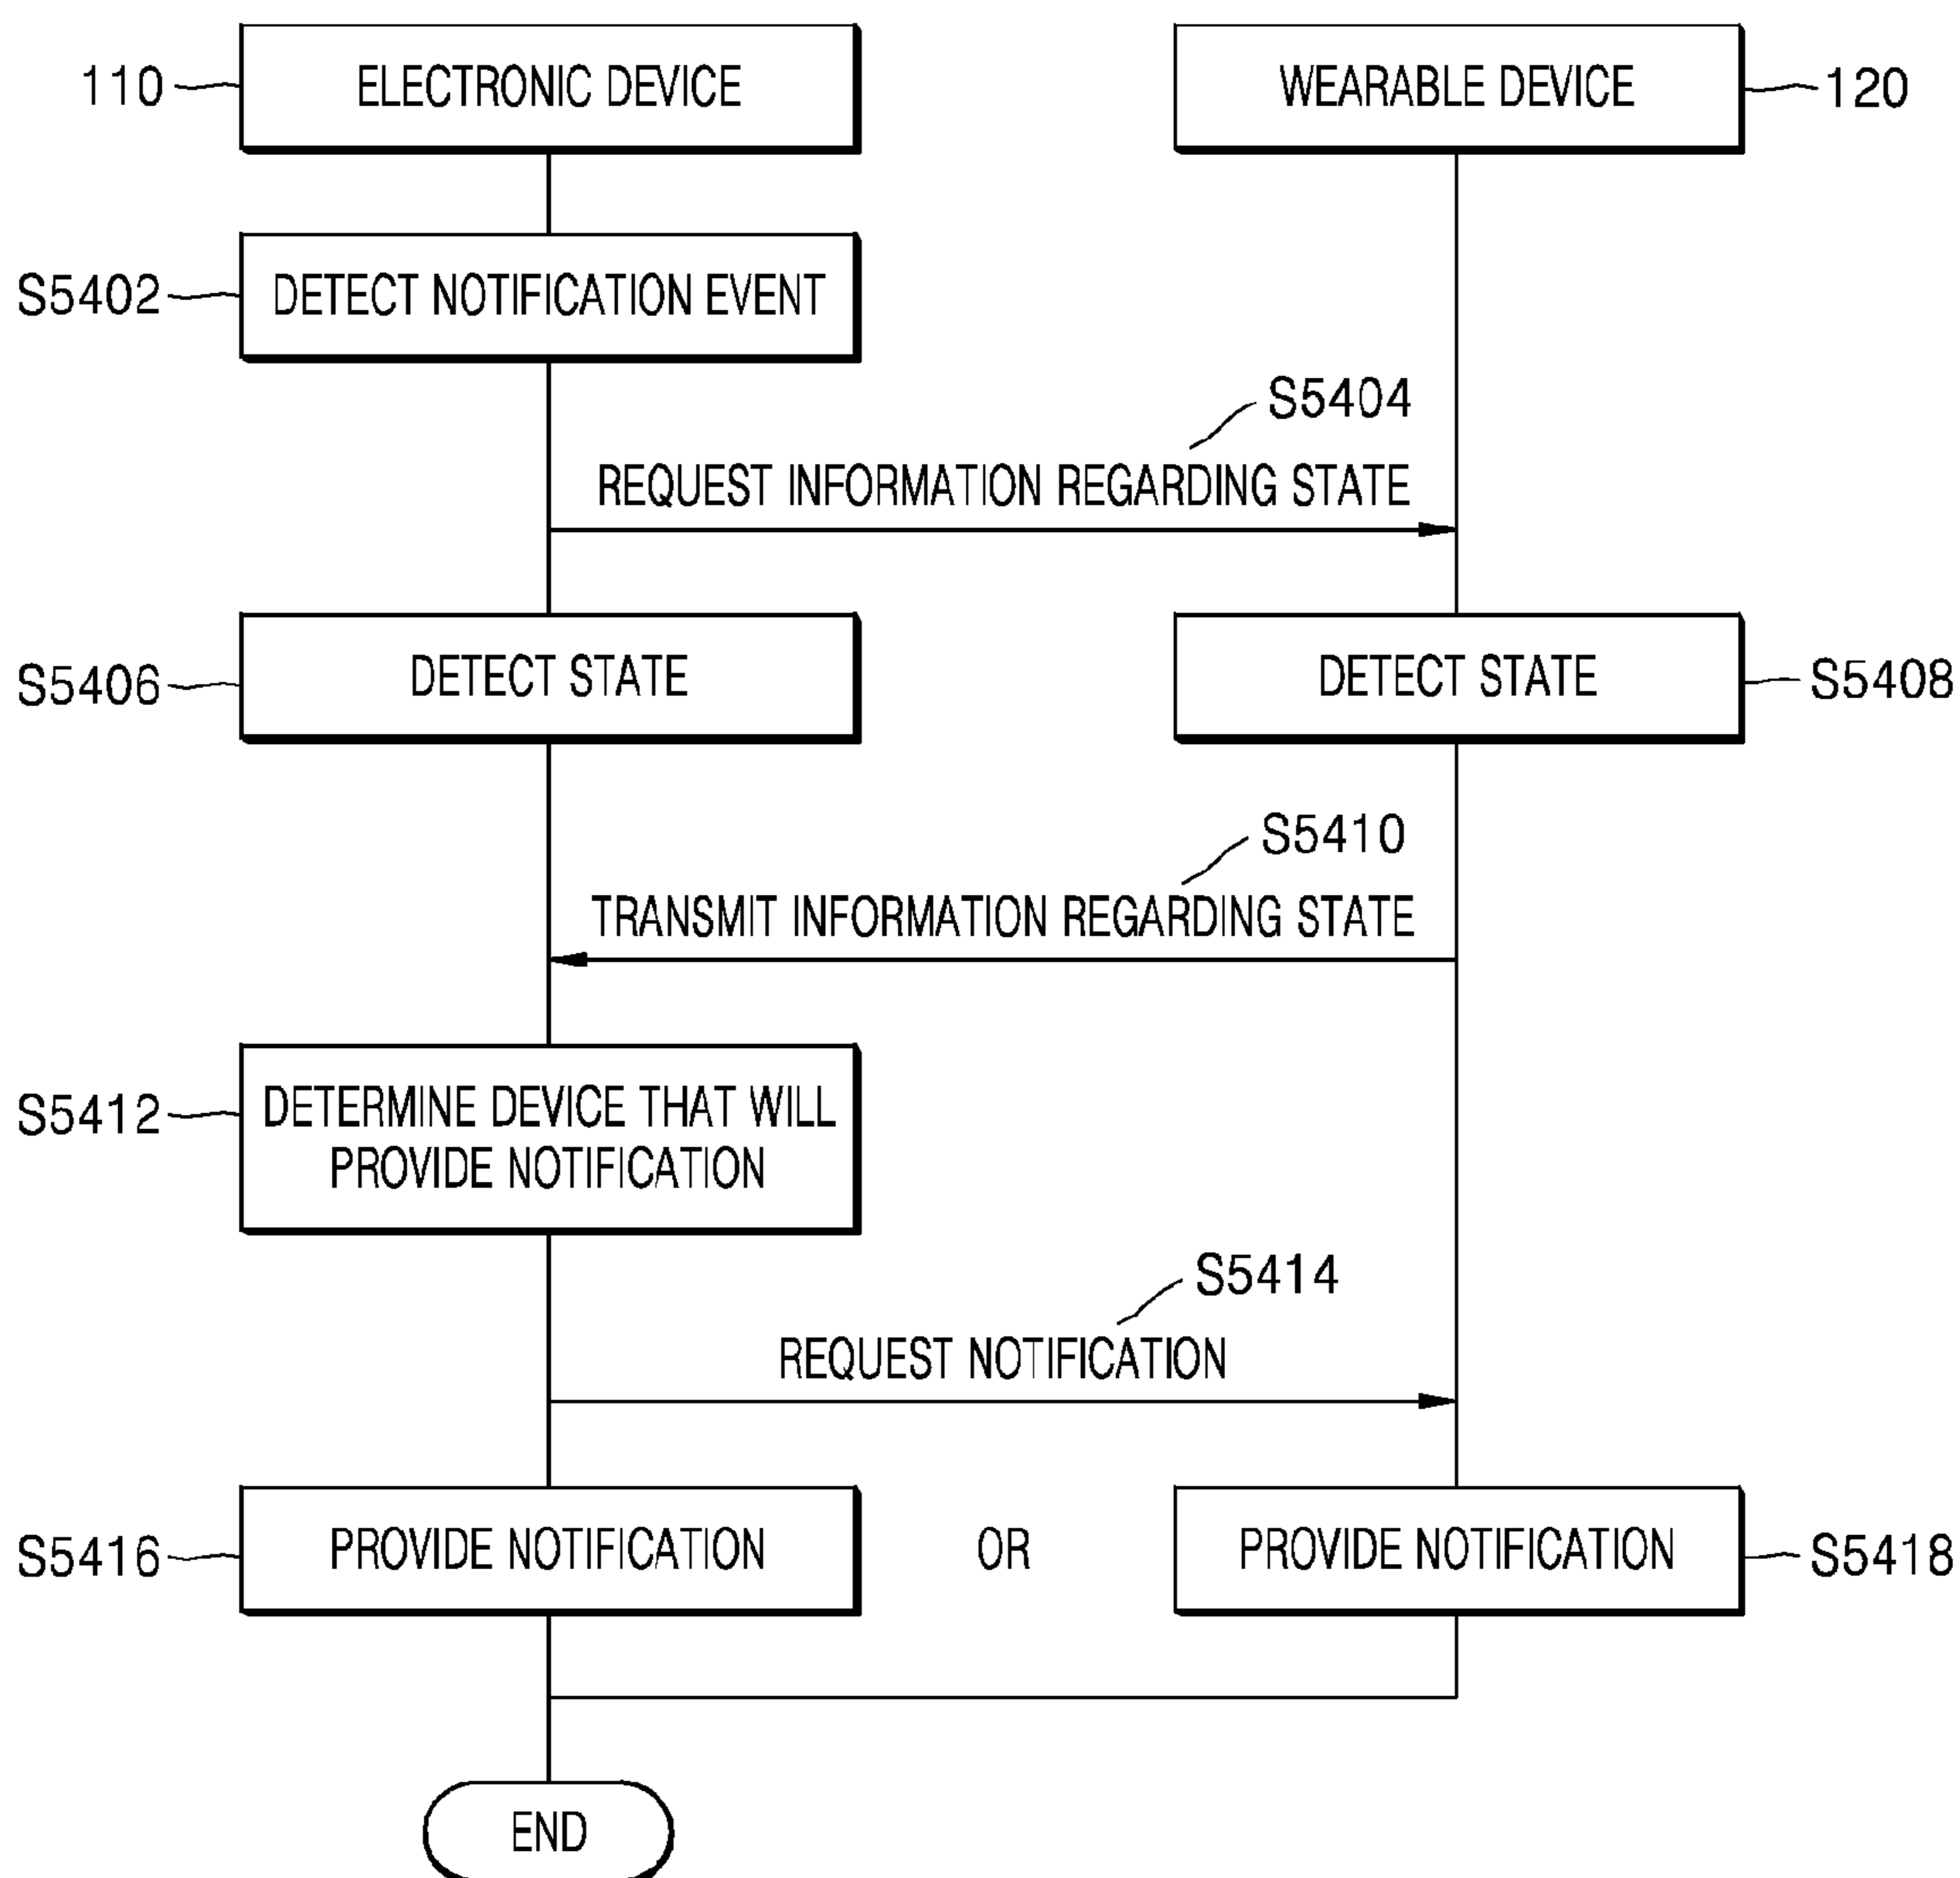 110
ELECTRONIC DEVICE
WEARABLE DEVICE
120
S5402
DETECT NOTIFICATION EVENT
S5404
REQUEST INFORMATION REGARDING STATE
S5406
DETECT STATE
DETECT STATE
S5408
S5410
TRANSMIT INFORMATION REGARDING STATE
S5412
DETERMINE DEVICE THAT WILL
PROVIDE NOTIFICATION
S5414
REQUEST NOTIFICATION
S5416
PROVIDE NOTIFICATION
OR
PROVIDE NOTIFICATION
S5418
END